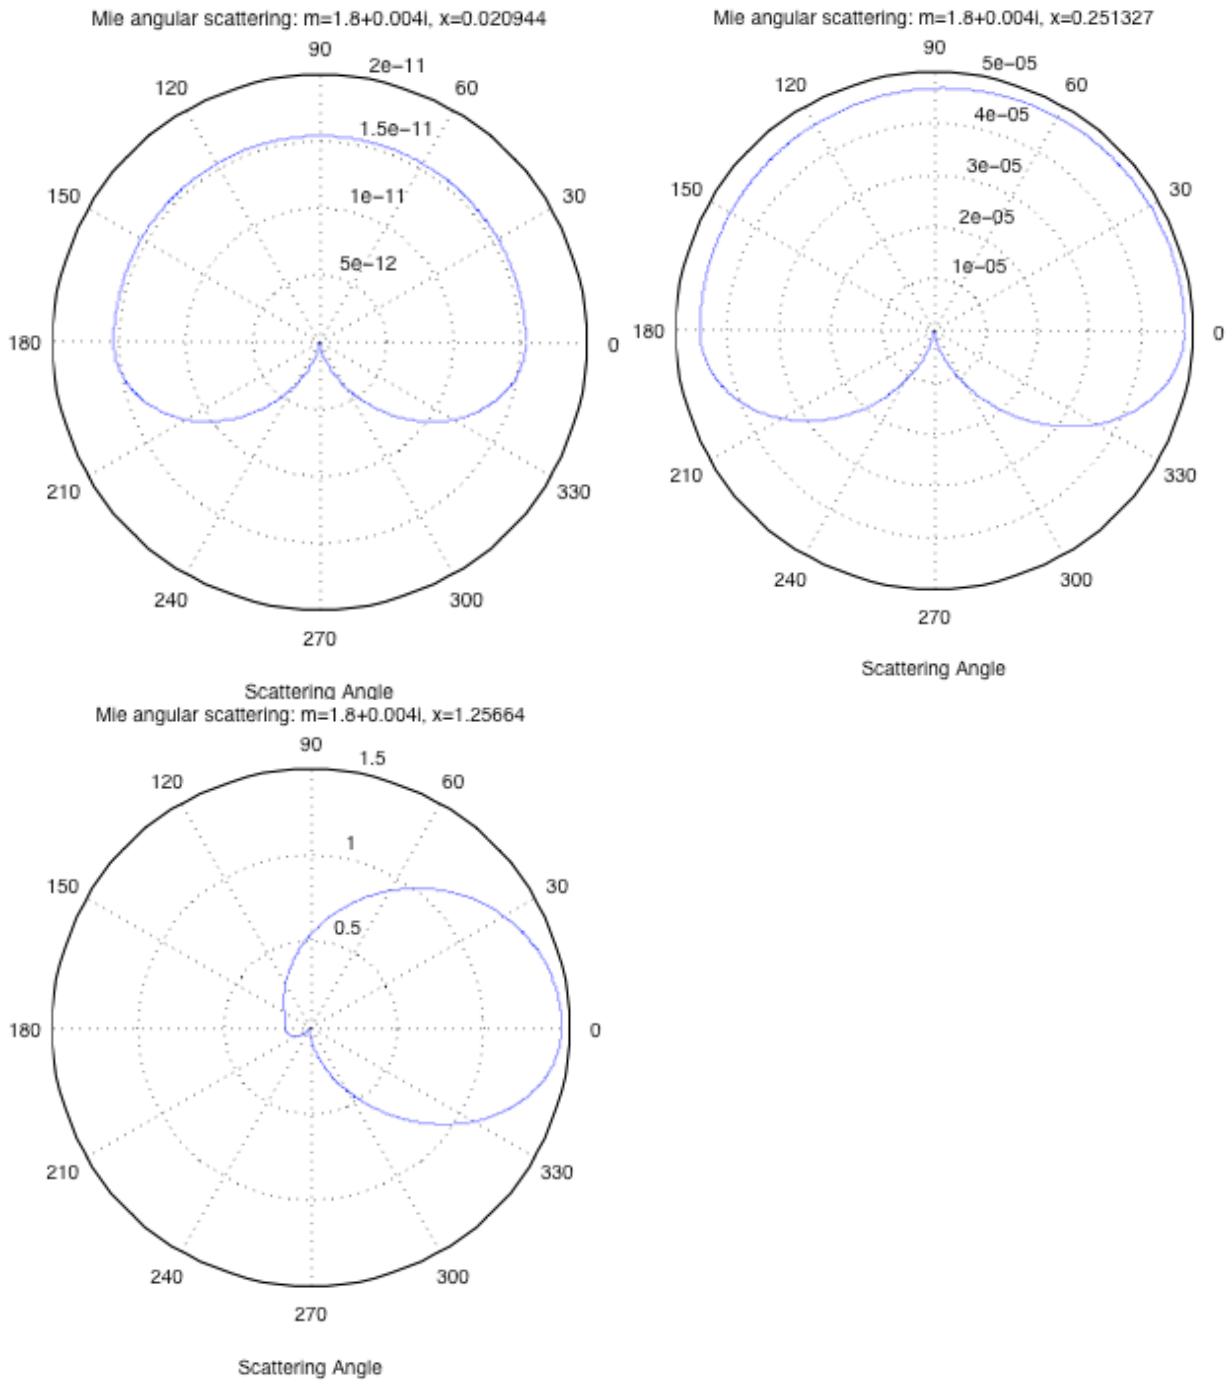 Mie angular scattering: m=1.8+0.004i, x=0.020944
90
2e−11
120
60
1.5e−11
150
30
1e−11
5e−12
180
0
210
330
240
300
270
Scattering Angle
Mie angular scattering: m=1.8+0.004i, x=0.251327
90
5e−05
120
60
4e−05
150
30
3e−05
2e−05
1e−05
180
0
210
330
240
300
270
Scattering Angle
Mie angular scattering: m=1.8+0.004i, x=1.25664
90
1.5
120
60
1
150
30
0.5
180
0
210
330
240
300
270
Scattering Angle